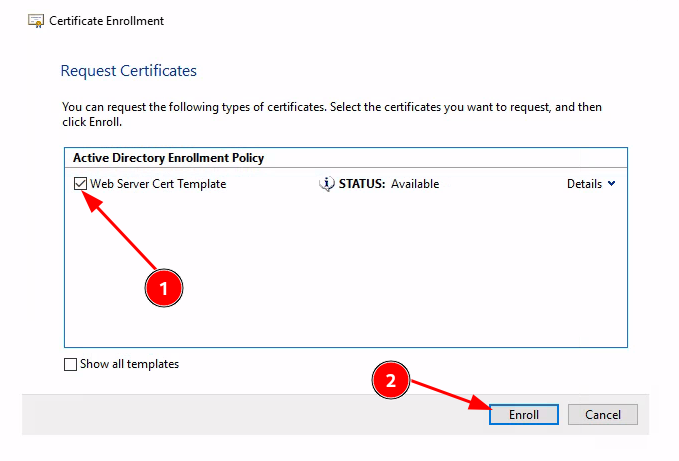 Certificate Enrollment
Request Certificates
You can request the following types of certificates. Select the certificates you want to request, and then
click Enroll.
Active Directory Enrollment Policy
Web Server Cert Template STATUS: Available Details
1
Show all templates
2
Enroll Cancel